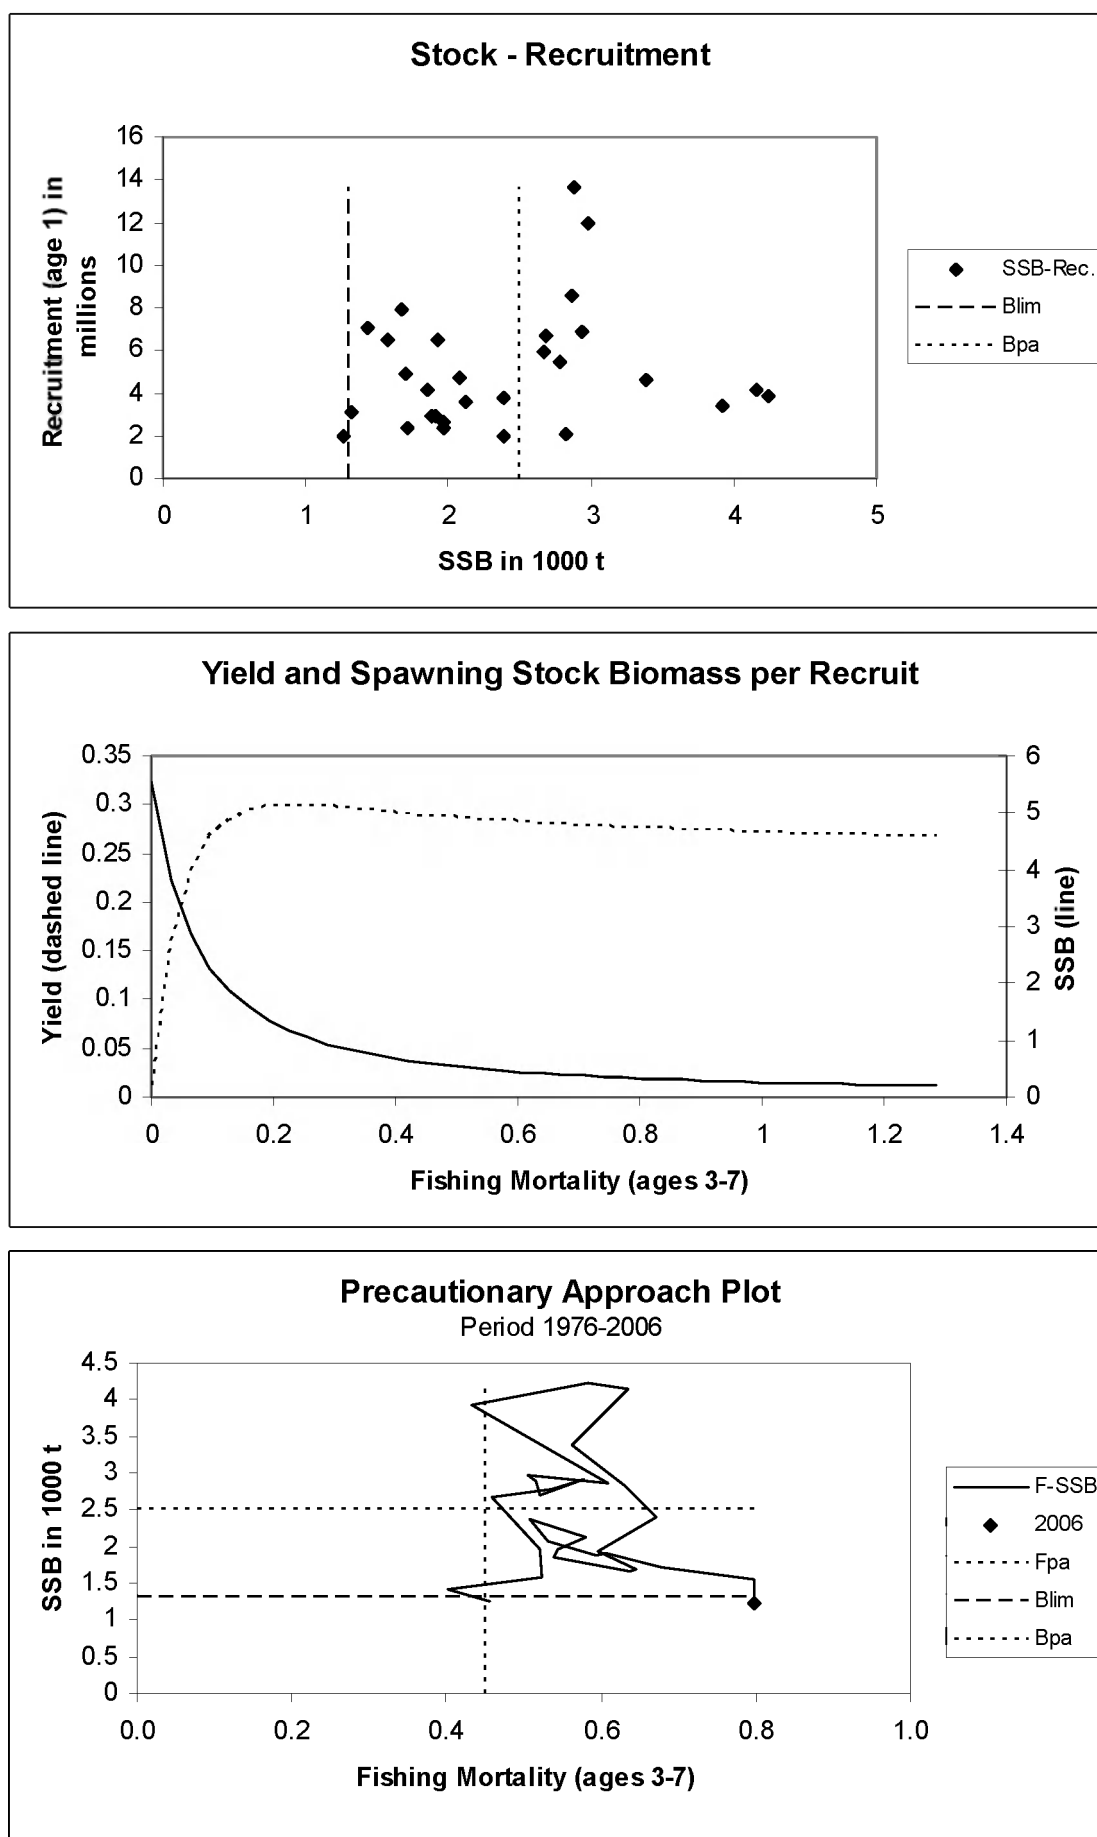 Stock - Recruitment
Recruitment (age 1) in
millions
16
14
12
10
8
6
4
2
0
0 1 2 3 4 5
SSB in 1000 t
SSB-Rec.
Blim
Bpa
Yield and Spawning Stock Biomass per Recruit
Yield (dashed line)
0.35
0.3
0.25
0.2
0.15
0.1
0.05
0
6
5
4
3
2
1
0
SSB (line)
0 0.2 0.4 0.6 0.8 1 1.2 1.4
Fishing Mortality (ages 3-7)
Precautionary Approach Plot
Period 1976-2006
SSB in 1000 t
4.5
4
3.5
3
2.5
2
1.5
1
0.5
0
0.0 0.2 0.4 0.6 0.8 1.0
Fishing Mortality (ages 3-7)
F-SSB
2006
Fpa
Blim
Bpa